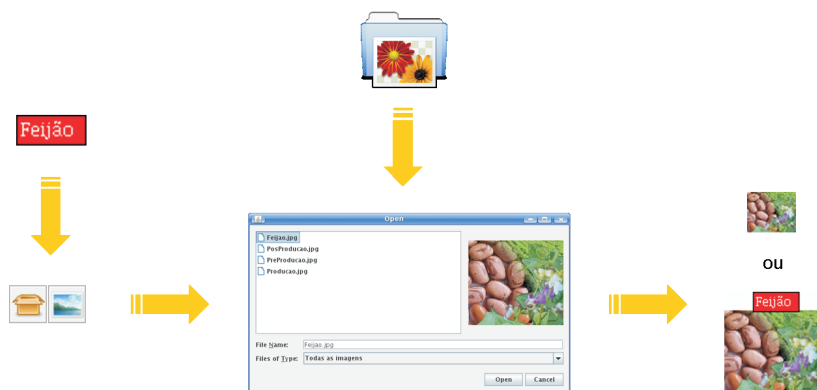 Feijão
Open
Feijao.jpg
PosProducao.jpg
PreProducao.jpg
Producao.jpg
File Name: Feijao.jpg
Files of Type: Todas as imagens
Open Cancel
ou
Feijão